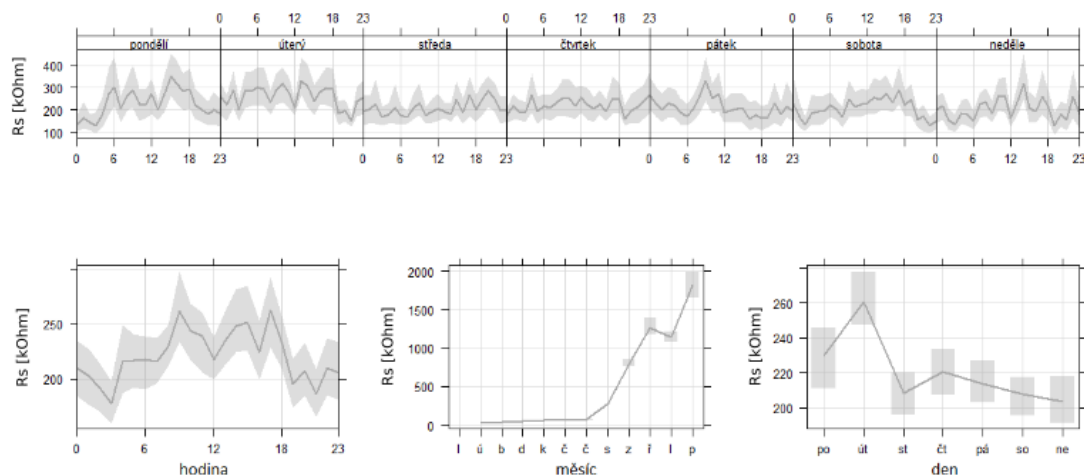 0 6 12 18 23 0 6 12 18 23 0 6 12 18 23
pondělí úterý středa čtvrtek pátek sobota neděle
400
300
200
100
Rs [kOhm]
0 6 12 18 23 0 6 12 18 23 0 6 12 18 23 0 6 12 18 23
250
200
Rs [kOhm]
0 6 12 18 23
hodina
2000
1500
1000
500
0
Rs [kOhm]
l ú b d k č č s z ř l p
měsíc
260
240
220
200
Rs [kOhm]
po út st čt pá so ne
den